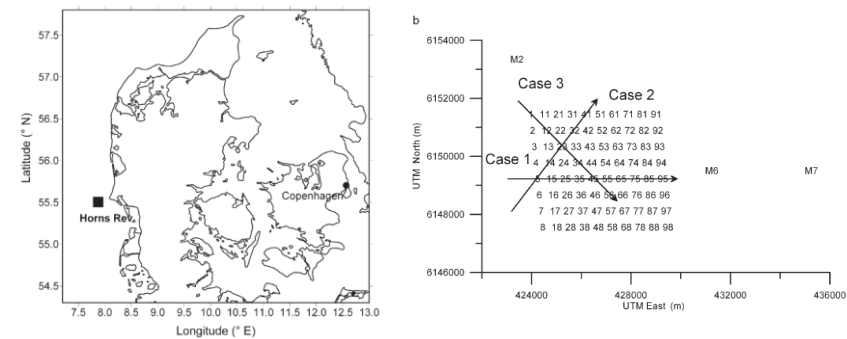 57.5
57.0
56.5
56.0
55.5
55.0
54.5
7.5 8.0 8.5 9.0 9.5 10.0 10.5 11.0 11.5 12.0 12.5 13.0
Latitude (° N)
Longitude (° E)
Copenhagen
Horns Rev.
b
6154000
6152000
6150000
6148000
6146000
UTM North (m)
M2
Case 3
Case 2
1 11 21 31 41 51 61 71 81 91
2 12 22 32 42 52 62 72 82 92
3 13 23 33 43 53 63 73 83 93
Case 1
4 14 24 34 44 54 64 74 84 94
M6
M7
5 15 25 35 45 55 65 75 85 95
6 16 26 36 46 56 66 76 86 96
7 17 27 37 47 57 67 77 87 97
8 18 28 38 48 58 68 78 88 98
424000 428000 432000 436000
UTM East (m)